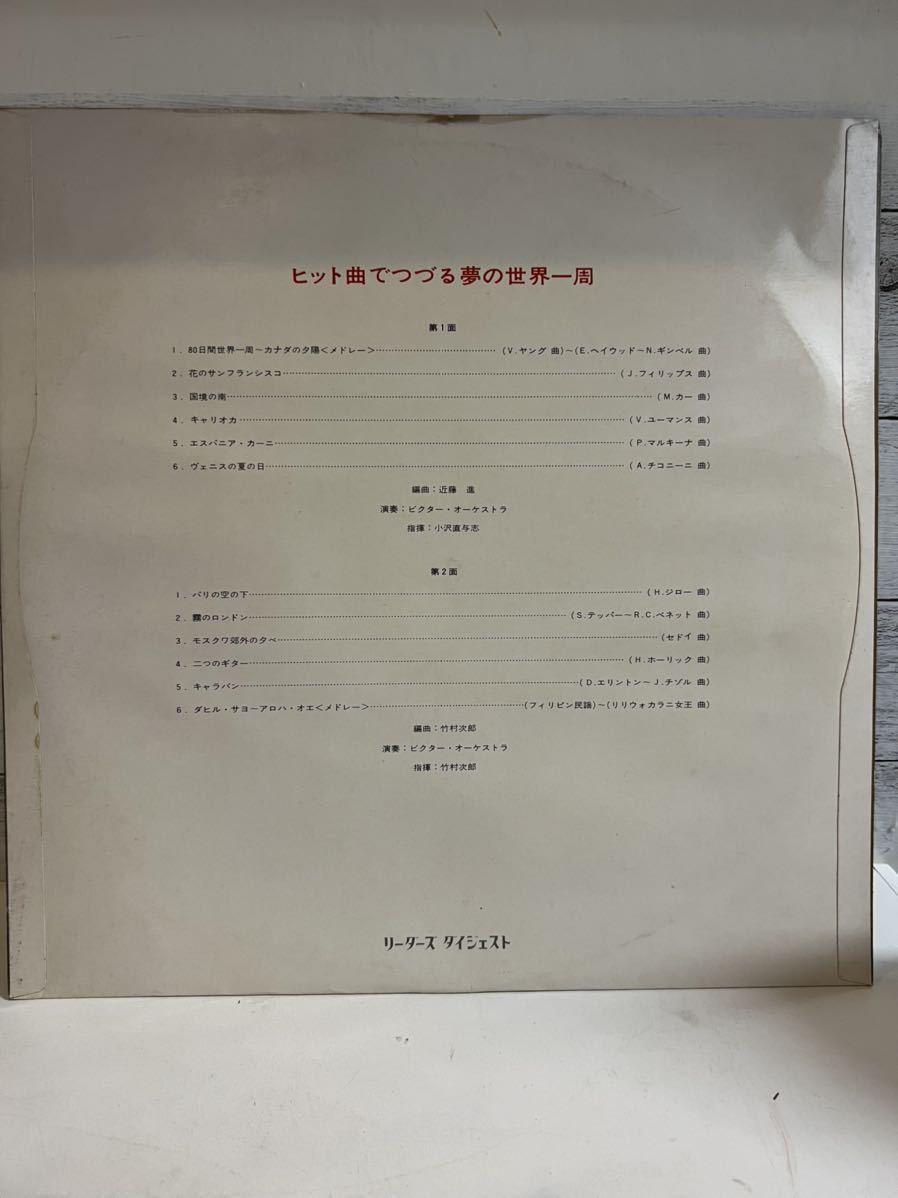 ヒット曲でつづる夢の世界一周
第1面
1. 80日間世界一周〜カナダの夕陽<メドレー>………(V.ヤング 曲)〜(E.ヘイウッド〜N.ギンベル 曲)
2. 花のサンフランシスコ………(J.フィリップス 曲)
3. 国境の南………(M.カー 曲)
4. キャリオカ………(V.ユーマンス 曲)
5. エスパニア・カーニ………(P.マルキーナ 曲)
6. ヴェニスの夏の日………(A.チコニーニ 曲)
編曲:近藤 進
演奏:ビクター・オーケストラ
指揮:小沢直与志
第2面
1. パリの空の下………(H.ジロー 曲)
2. 霧のロンドン………(S.テッパー〜R.C.ベネット 曲)
3. モスクワ郊外の夕べ………(セドイ 曲)
4. 二つのギター………(H.ホーリック 曲)
5. キャラバン………(D.エリントン〜J.チゾル 曲)
6. ダヒル・サヨ〜アロハ・オエ<メドレー>………(フィリピン民謡)〜(リリウォカラニ女王 曲)
編曲:竹村次郎
演奏:ビクター・オーケストラ
指揮:竹村次郎
リーダーズ ダイジェスト